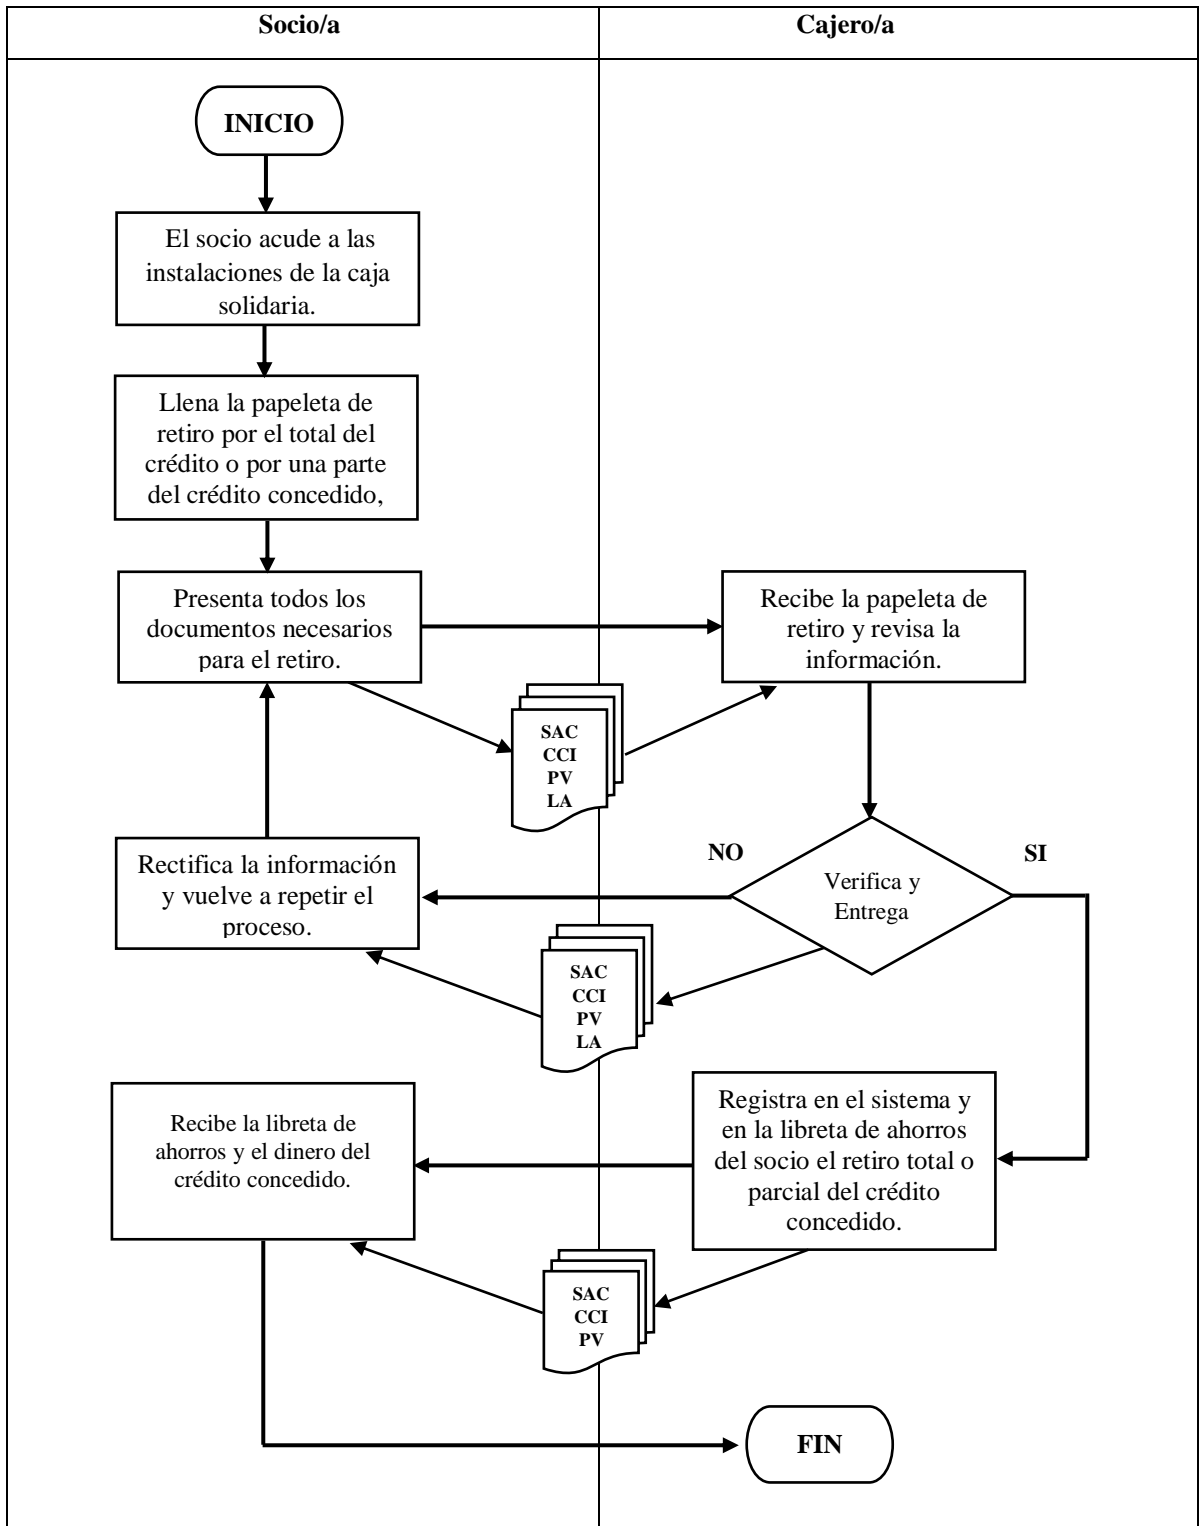 Socio/a
Cajero/a
INICIO
El socio acude a las
instalaciones de la caja
solidaria.
Llena la papeleta de
retiro por el total del
crédito o por una parte
del crédito concedido,
Presenta todos los
documentos necesarios
para el retiro.
Recibe la papeleta de
retiro y revisa la
información.
SAC
CCI
PV
LA
Verifica y
Entrega
NO
SI
Rectifica la información
y vuelve a repetir el
proceso.
SAC
CCI
PV
LA
Registra en el sistema y
en la libreta de ahorros
del socio el retiro total o
parcial del crédito
concedido.
Recibe la libreta de
ahorros y el dinero del
crédito concedido.
SAC
CCI
PV
FIN